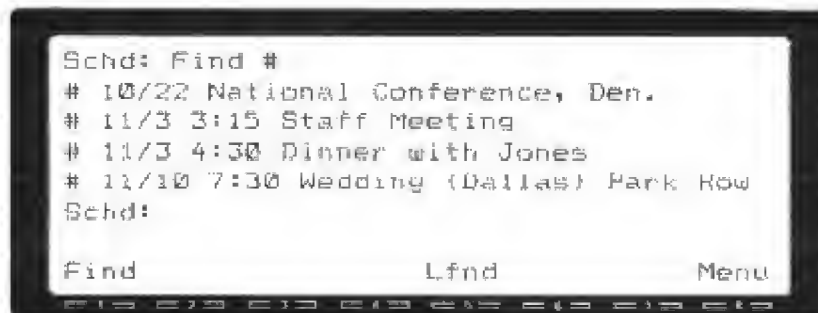 Schd: Find #
# 10/22 National Conference, Den.
# 11/3 3:15 Staff Meeting
# 11/3 4:30 Dinner with Jones
# 11/10 7:30 Wedding (Dallas) Park Row
Schd:
Find Lfnd Menu